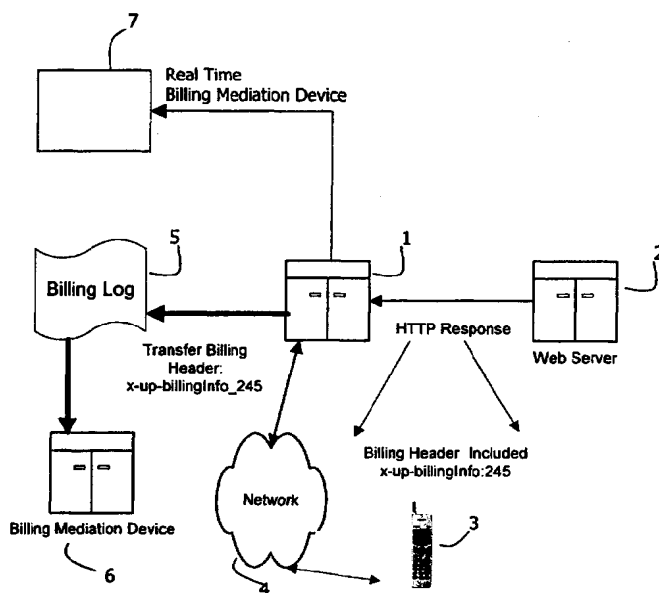 7
Real Time
Billing Mediation Device
5
1
2
Billing Log
HTTP Response
Web Server
Transfer Billing
Header:
x-up-billingInfo_245
Billing Header Included
x-up-billingInfo:245
Network
3
Billing Mediation Device
6
4